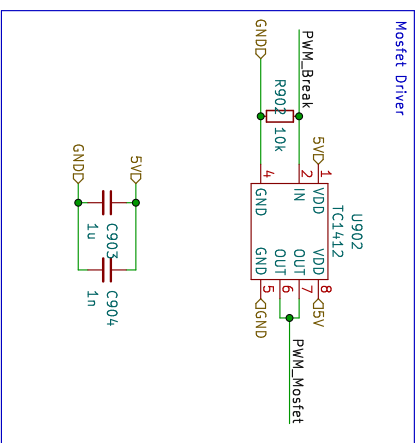 Mosfet Driver
U902
TC1412
5V
1
VDD
VDD
8
5V
PWM_Break
2
IN
OUT
7
OUT
6
PWM_Mosfet
R902
10k
GND
4
GND
GND
5
GND
5V
C903
1u
C904
1n
GND